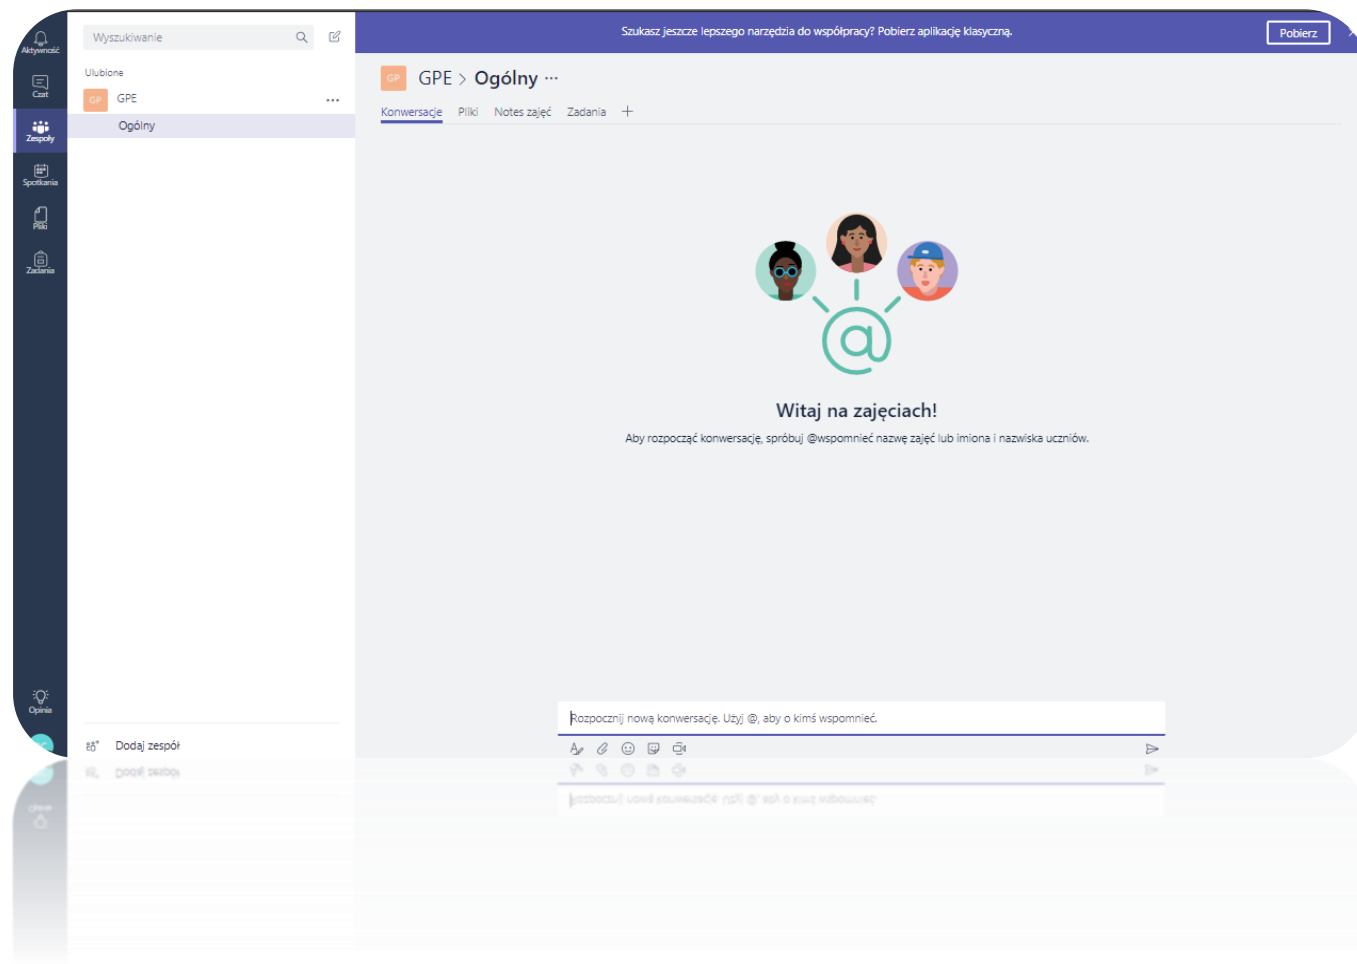 Aktywność
Czat
Zespoły
Spotkania
Pliki
Zadania
Opinia
Wyszukiwanie
Ulubione
GP GPE
Ogólny
Dodaj zespół
Szukasz jeszcze lepszego narzędzia do współpracy? Pobierz aplikację klasyczną.
Pobierz
GP GPE > Ogólny
Konwersacje Pliki Notes zajęć Zadania
Witaj na zajęciach!
Aby rozpocząć konwersację, spróbuj @wspomnieć nazwę zajęć lub imiona i nazwiska uczniów.
Rozpocznij nową konwersację. Użyj @, aby o kimś wspomnieć.